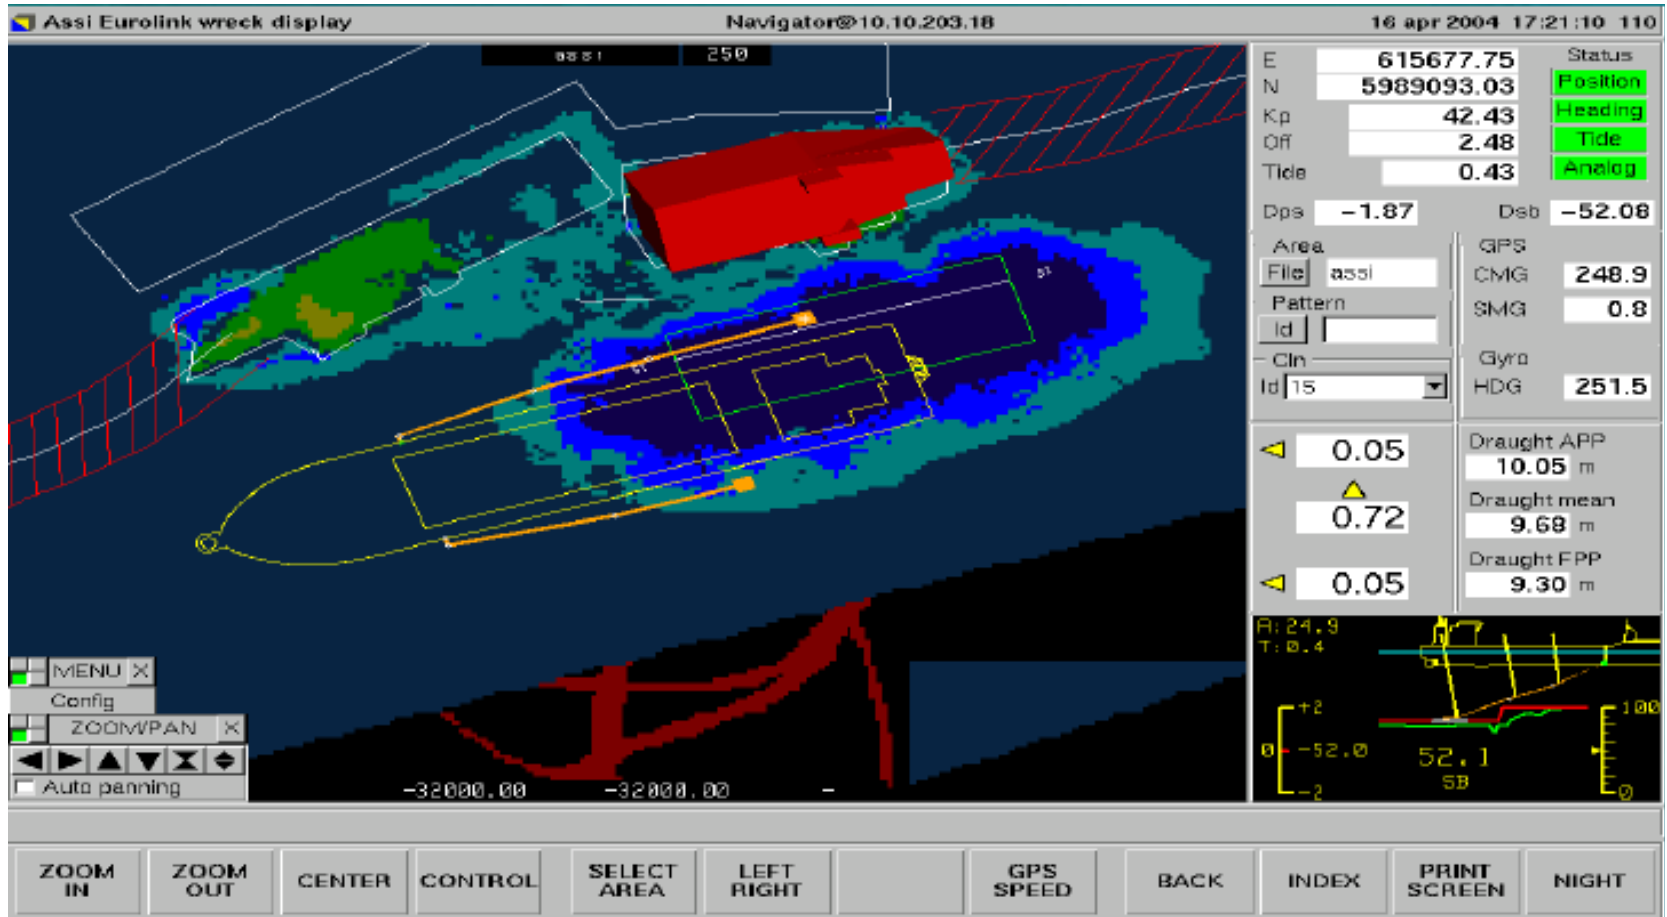 Assi Eurolink wreck display Navigator@10.10.203.18 16 apr 2004 17:21:10 110
assi 250
E 615677.75 Status
N 5989093.03 Position
Kp 42.43 Heading
Off 2.48 Tide
Tide 0.43 Analog
Dps -1.87 Dsb -52.08
Area GPS
File assi CMG 248.9
Pattern SMG 0.8
Id
Cln Gyro
Id 15 HDG 251.5
0.05 Draught APP
10.05 m
0.72 Draught mean
9.68 m
0.05 Draught FPP
9.30 m
A:24.9
T:0.4
+2 100
0 -52.0 52.1
SB
-2 0
MENU X
Config
ZOOM/PAN X
Auto panning
-32000.00 -32000.00 -
ZOOM IN
ZOOM OUT
CENTER
CONTROL
SELECT AREA
LEFT RIGHT
GPS SPEED
BACK
INDEX
PRINT SCREEN
NIGHT